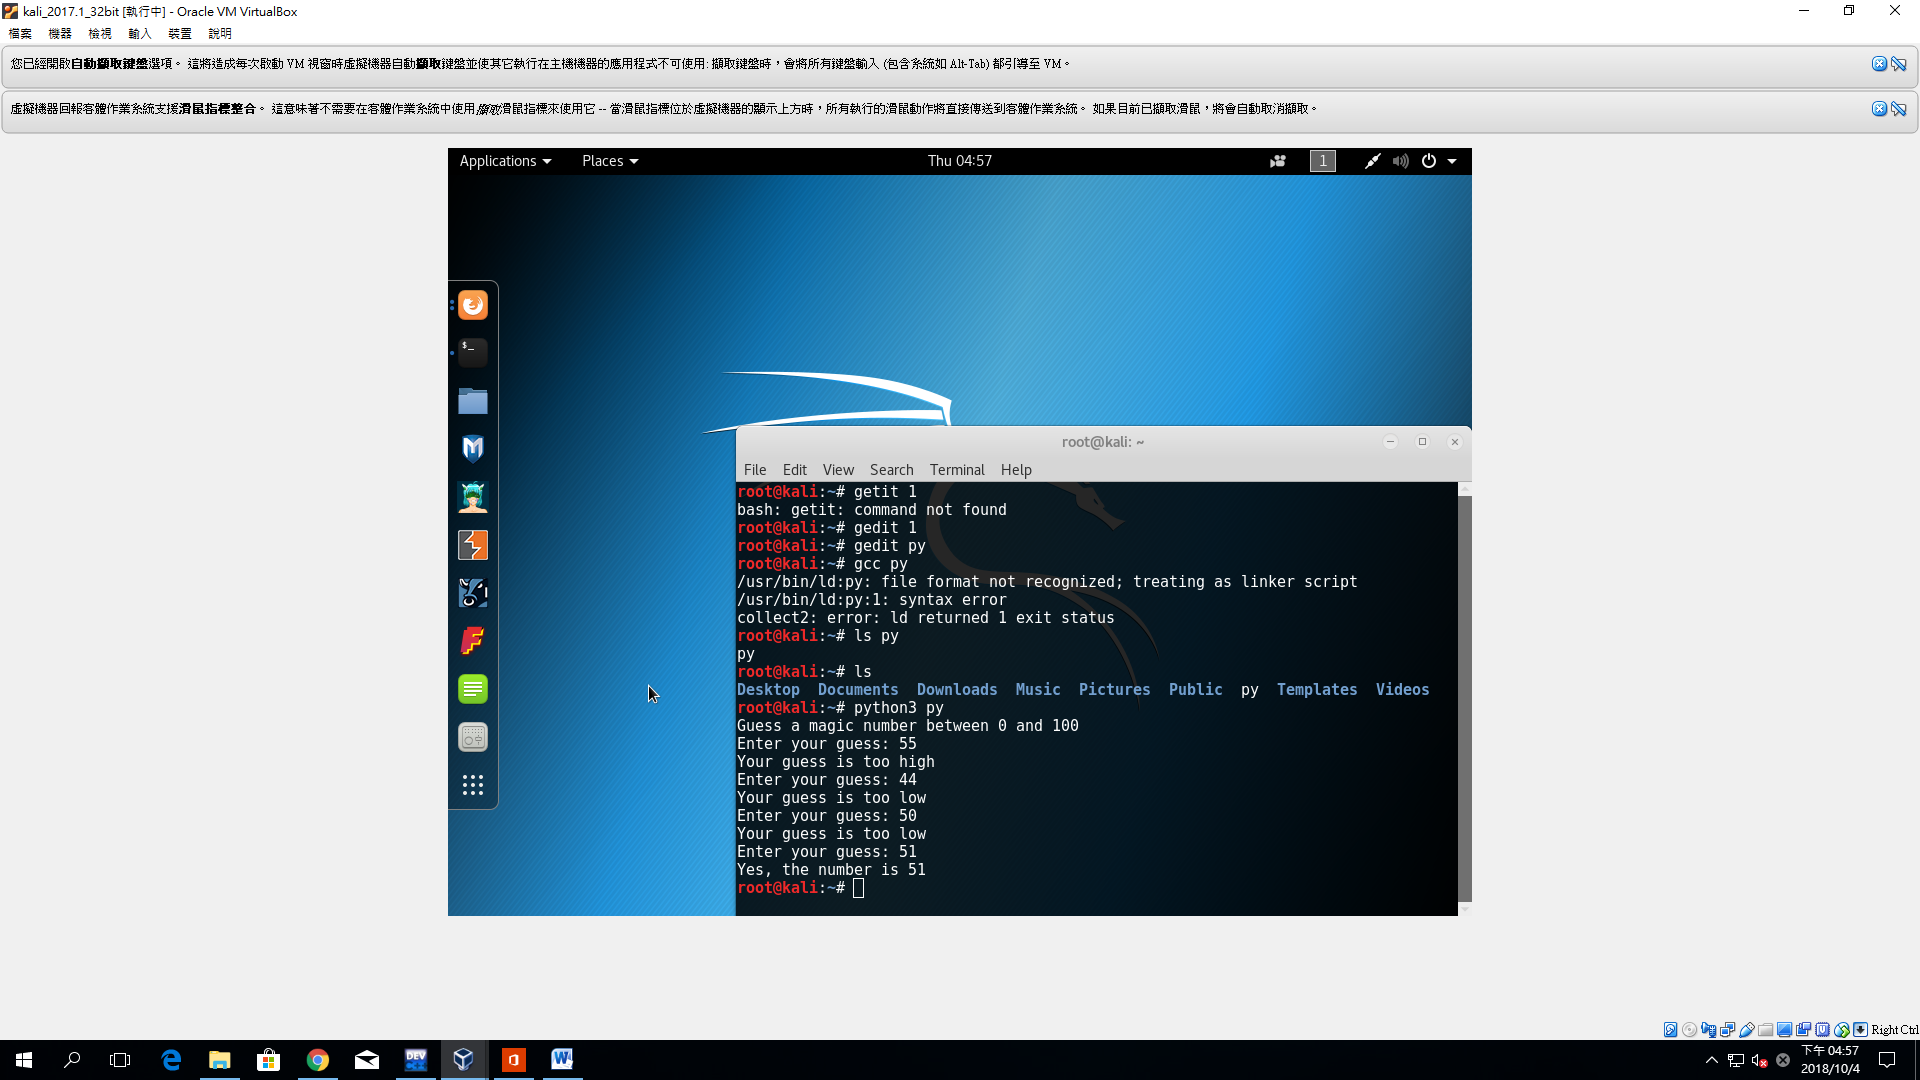 kali_2017.1_32bit [執行中] - Oracle VM VirtualBox
檔案 機器 檢視 輸入 裝置 說明
您已經開啟自動擷取鍵盤選項。 這將造成每次啟動 VM 視窗時虛擬機器自動擷取鍵盤並使其它執行在主機機器的應用程式不可使用: 擷取鍵盤時，會將所有鍵盤輸入 (包含系統如 Alt-Tab) 都引導至 VM。
虛擬機器回報客體作業系統支援滑鼠指標整合。 這意味著不需要在客體作業系統中使用擷取滑鼠指標來使用它 -- 當滑鼠指標位於虛擬機器的顯示上方時，所有執行的滑鼠動作將直接傳送到客體作業系統。 如果目前已擷取滑鼠，將會自動取消擷取。
Applications Places Thu 04:57 1
$_
root@kali: ~
File Edit View Search Terminal Help
root@kali:~# getit 1
bash: getit: command not found
root@kali:~# gedit 1
root@kali:~# gedit py
root@kali:~# gcc py
/usr/bin/ld:py: file format not recognized; treating as linker script
/usr/bin/ld:py:1: syntax error
collect2: error: ld returned 1 exit status
root@kali:~# ls py
py
root@kali:~# ls
Desktop Documents Downloads Music Pictures Public py Templates Videos
root@kali:~# python3 py
Guess a magic number between 0 and 100
Enter your guess: 55
Your guess is too high
Enter your guess: 44
Your guess is too low
Enter your guess: 50
Your guess is too low
Enter your guess: 51
Yes, the number is 51
root@kali:~#
Right Ctrl
DEV
下午 04:57
2018/10/4